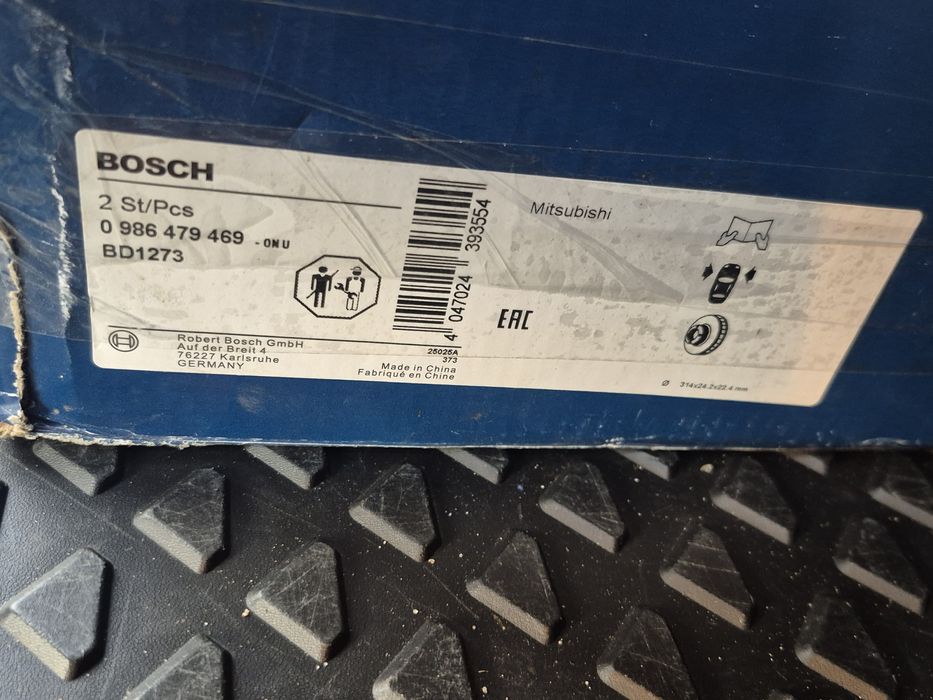 BOSCH
2 St/Pcs
0 986 479 469 - ONU
BD1273
4 047024 393554
Mitsubishi
EAC
Robert Bosch GmbH
Auf der Breit 4
76227 Karlsruhe
GERMANY
25025A
373
Made in China
Fabriqué en Chine
Ø 314x24.2x22.4 mm